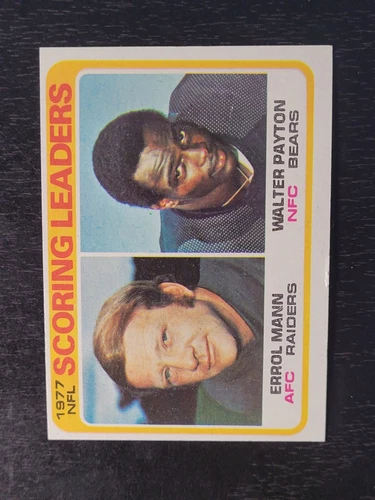 1977
NFL
SCORING LEADERS
ERROL MANN
AFC RAIDERS
WALTER PAYTON
NFC BEARS